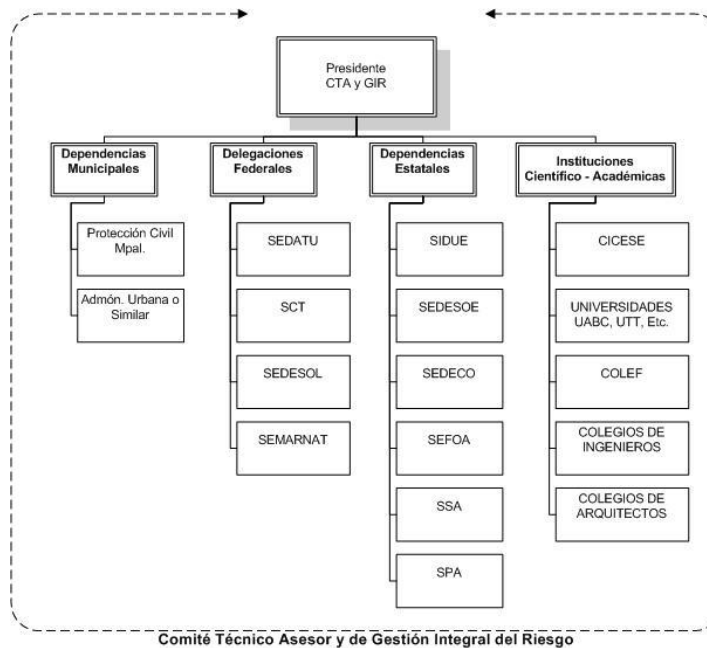 Presidente
CTA y GIR
Dependencias
Municipales
Delegaciones
Federales
Dependencias
Estatales
Instituciones
Científico - Académicas
Protección Civil
Mpal.
Admón. Urbana o
Similar
SEDATU
SCT
SEDESOL
SEMARNAT
SIDUE
SEDESOE
SEDECO
SEFOA
SSA
SPA
CICESE
UNIVERSIDADES
UABC, UTT, Etc.
COLEF
COLEGIOS DE
INGENIEROS
COLEGIOS DE
ARQUITECTOS
Comité Técnico Asesor y de Gestión Integral del Riesgo